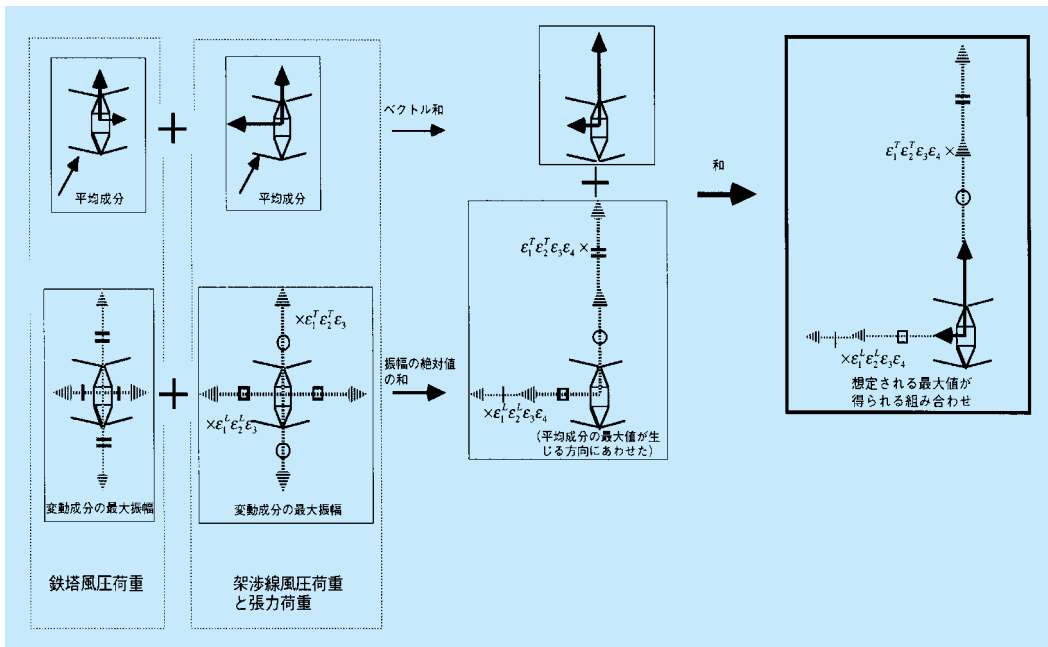 平均成分
平均成分
ベクトル和
和
ε₁ᵀε₂ᵀε₃ε₄×
ε₁ᵀε₂ᵀε₃ε₄×
×ε₁ᵀε₂ᵀε₃
×ε₁ᴸε₂ᴸε₃
振幅の絶対値
の和
×ε₁ᴸε₂ᴸε₃ε₄
(平均成分の最大値が生
じる方向にあわせた)
×ε₁ᴸε₂ᴸε₃ε₄
想定される最大値が
得られる組み合わせ
変動成分の最大振幅
変動成分の最大振幅
鉄塔風圧荷重
架渉線風圧荷重
と張力荷重